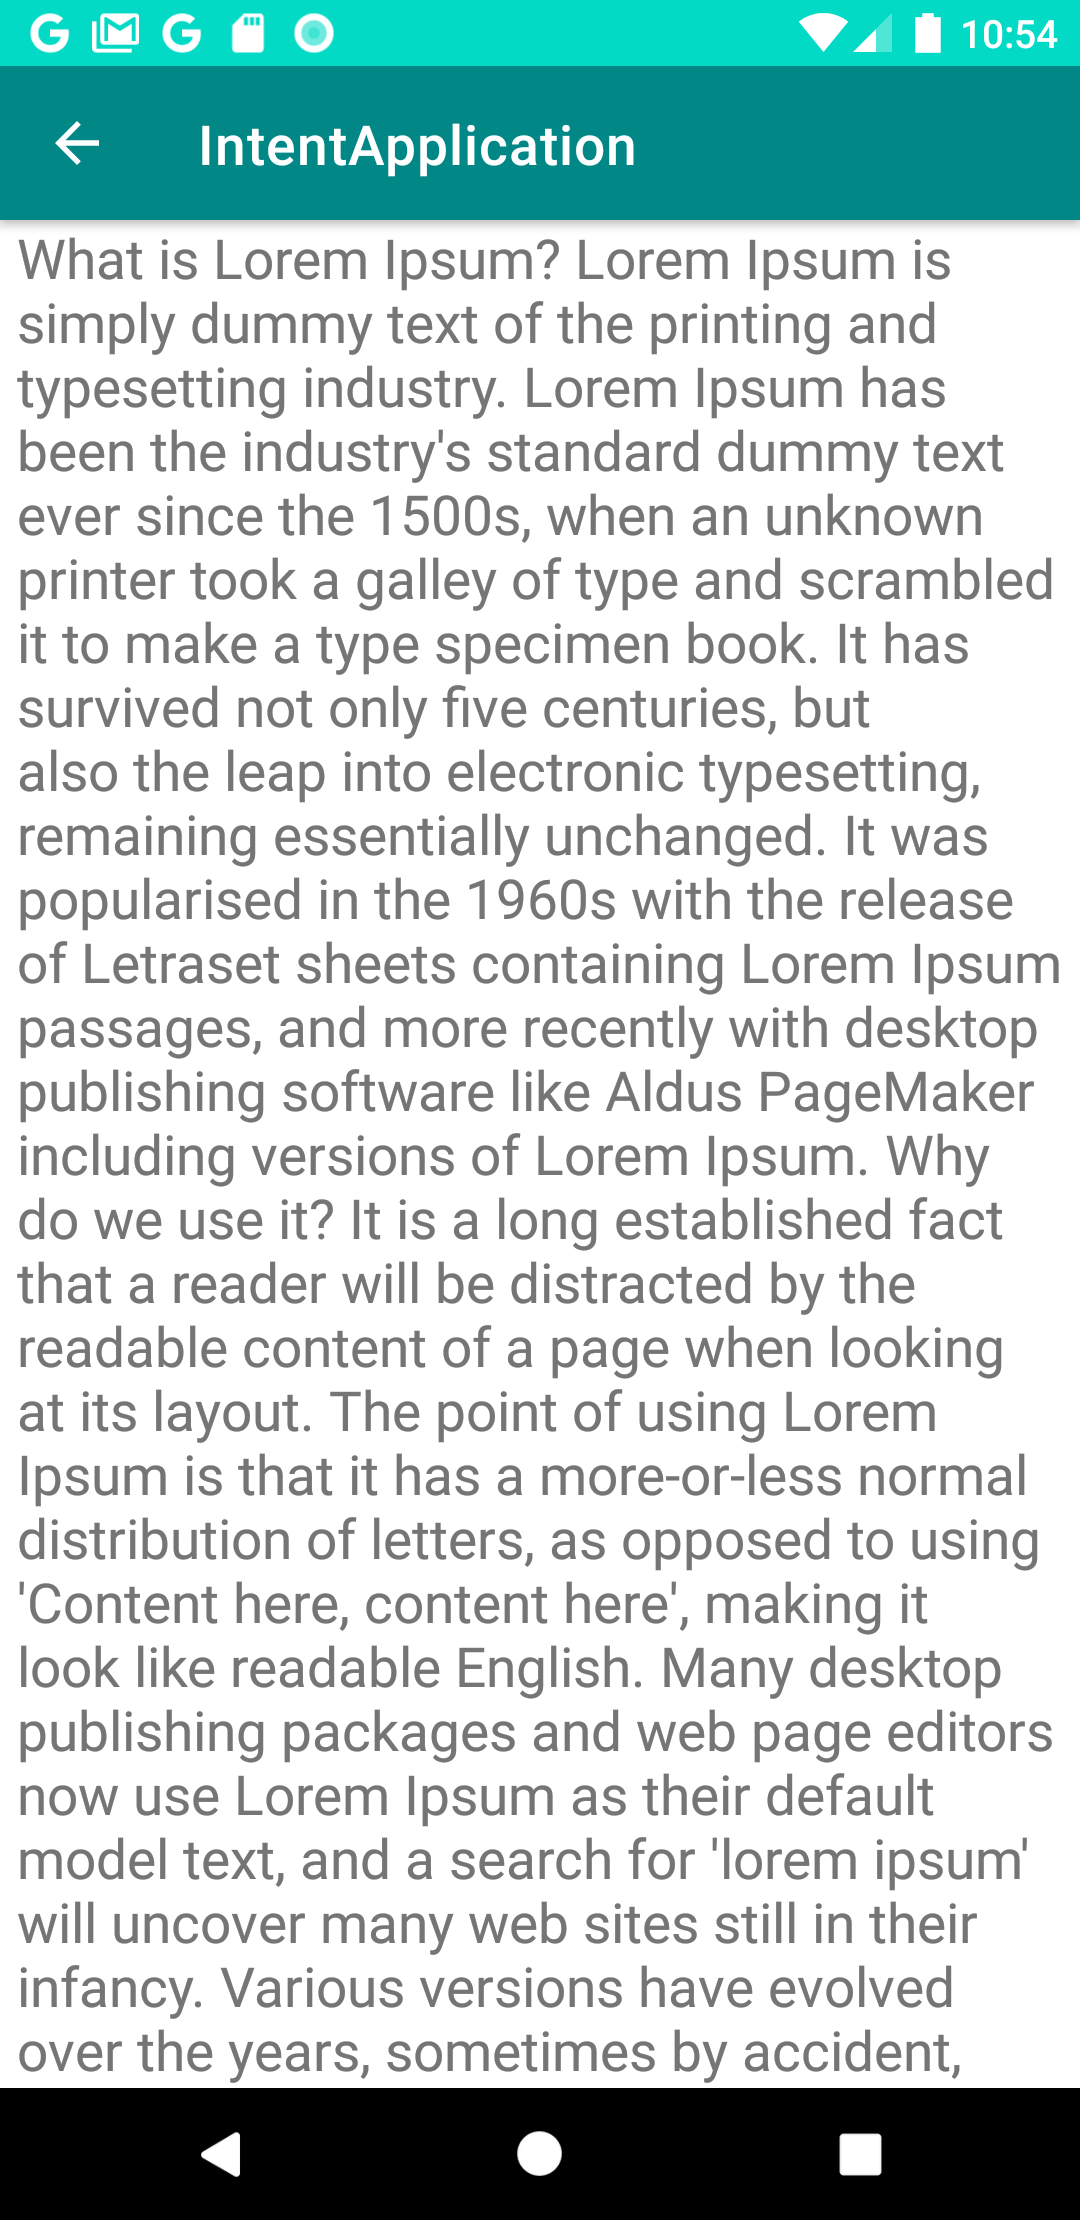 10:54
IntentApplication
What is Lorem Ipsum? Lorem Ipsum is
simply dummy text of the printing and
typesetting industry. Lorem Ipsum has
been the industry's standard dummy text
ever since the 1500s, when an unknown
printer took a galley of type and scrambled
it to make a type specimen book. It has
survived not only five centuries, but
also the leap into electronic typesetting,
remaining essentially unchanged. It was
popularised in the 1960s with the release
of Letraset sheets containing Lorem Ipsum
passages, and more recently with desktop
publishing software like Aldus PageMaker
including versions of Lorem Ipsum. Why
do we use it? It is a long established fact
that a reader will be distracted by the
readable content of a page when looking
at its layout. The point of using Lorem
Ipsum is that it has a more-or-less normal
distribution of letters, as opposed to using
'Content here, content here', making it
look like readable English. Many desktop
publishing packages and web page editors
now use Lorem Ipsum as their default
model text, and a search for 'lorem ipsum'
will uncover many web sites still in their
infancy. Various versions have evolved
over the years, sometimes by accident,